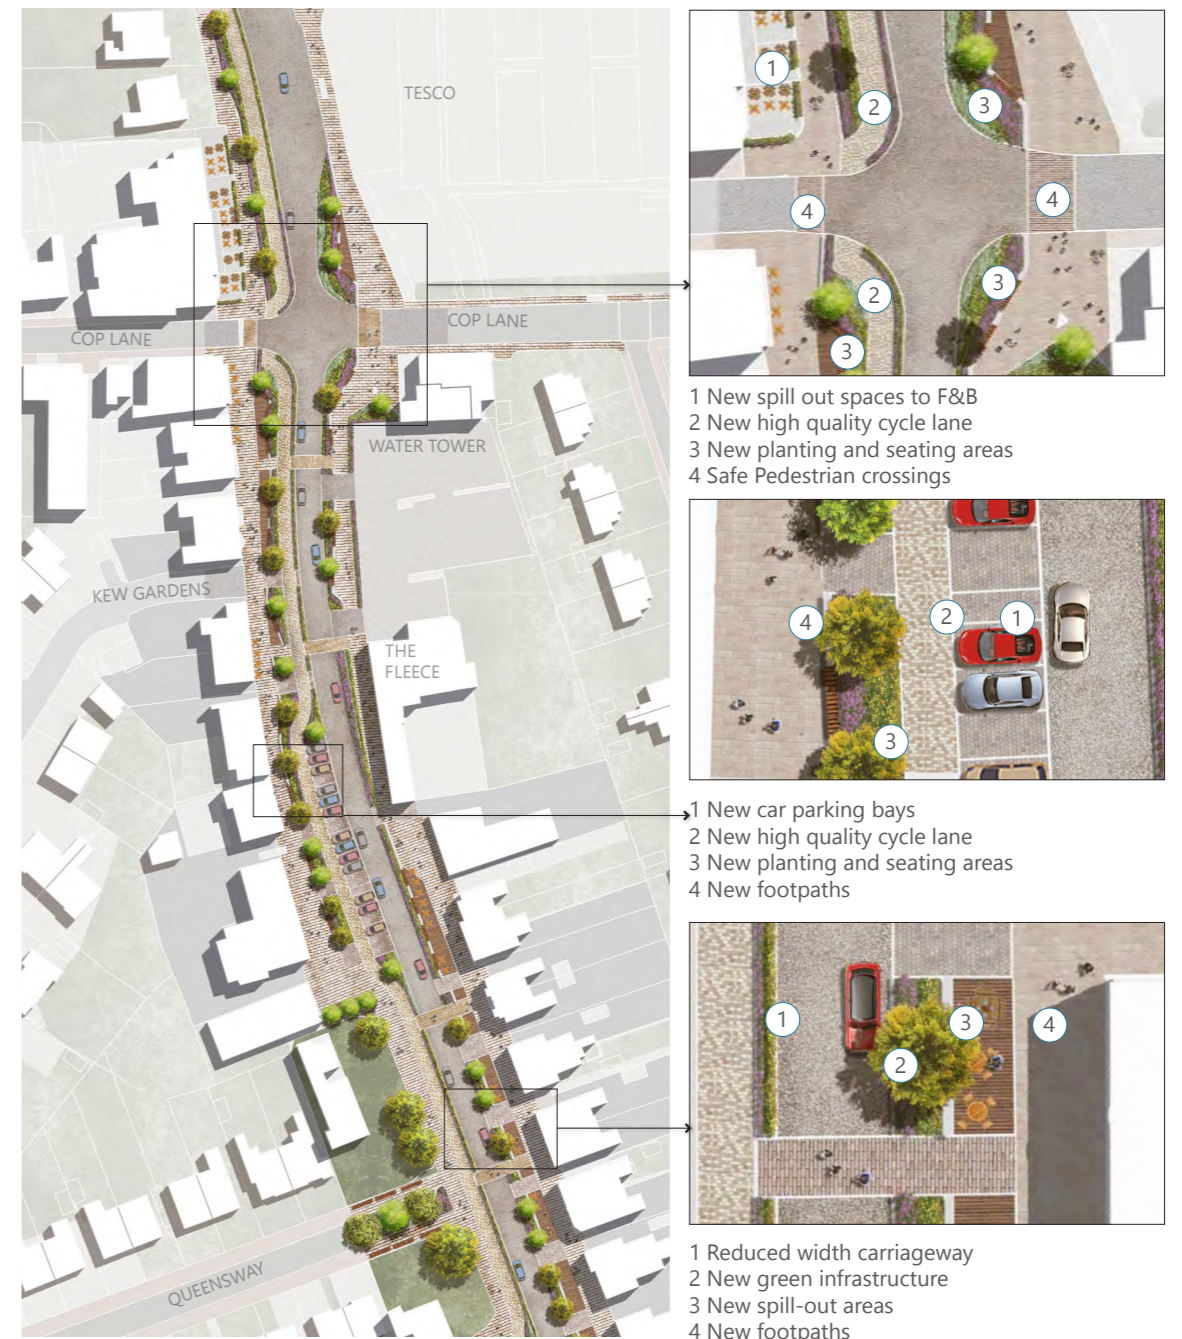 TESCO
COP LANE
COP LANE
WATER TOWER
KEW GARDENS
THE
FLEECE
QUEENSWAY
1
2
3
4
4
2
3
3
1 New spill out spaces to F&B
2 New high quality cycle lane
3 New planting and seating areas
4 Safe Pedestrian crossings
4
2
1
3
1 New car parking bays
2 New high quality cycle lane
3 New planting and seating areas
4 New footpaths
1
2
3
4
1 Reduced width carriageway
2 New green infrastructure
3 New spill-out areas
4 New footpaths